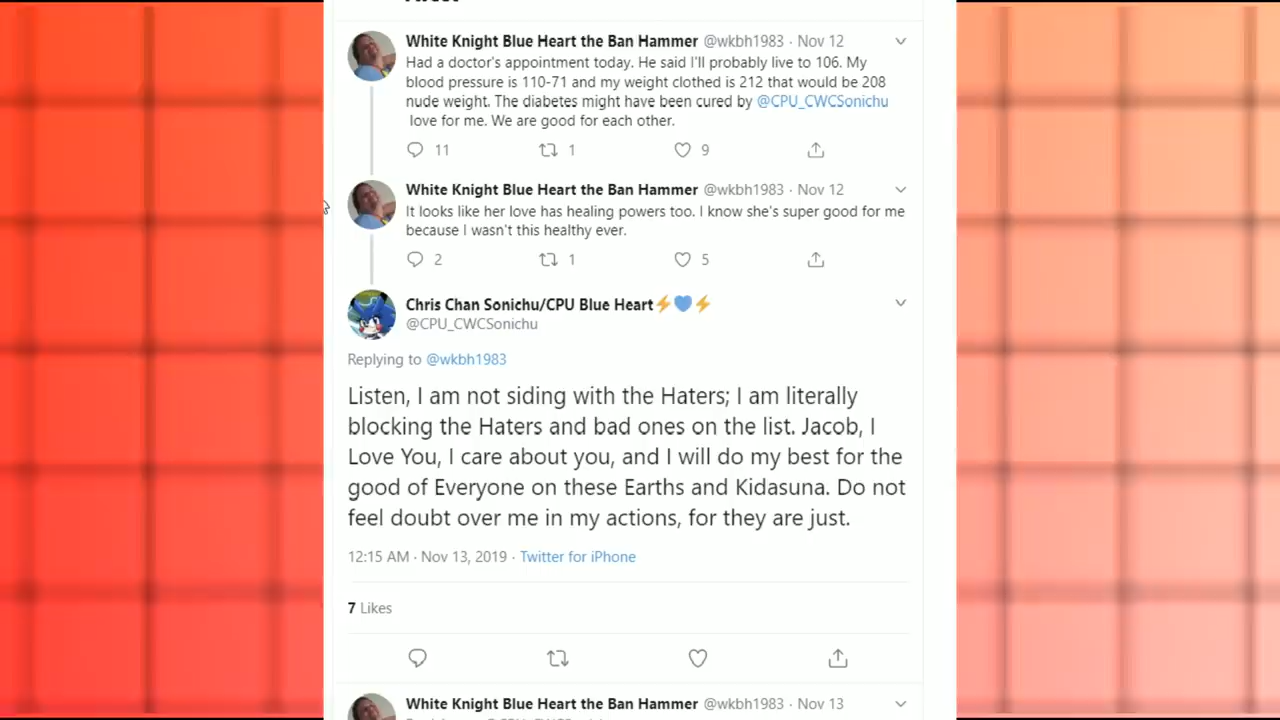 White Knight Blue Heart the Ban Hammer @wkbh1983 · Nov 12
Had a doctor's appointment today. He said I'll probably live to 106. My
blood pressure is 110-71 and my weight clothed is 212 that would be 208
nude weight. The diabetes might have been cured by @CPU_CWCSonichu
love for me. We are good for each other.
11 1 9
White Knight Blue Heart the Ban Hammer @wkbh1983 · Nov 12
It looks like her love has healing powers too. I know she's super good for me
because I wasn't this healthy ever.
2 1 5
Chris Chan Sonichu/CPU Blue Heart⚡💙⚡
@CPU_CWCSonichu
Replying to @wkbh1983
Listen, I am not siding with the Haters; I am literally
blocking the Haters and bad ones on the list. Jacob, I
Love You, I care about you, and I will do my best for the
good of Everyone on these Earths and Kidasuna. Do not
feel doubt over me in my actions, for they are just.
12:15 AM · Nov 13, 2019 · Twitter for iPhone
7 Likes
White Knight Blue Heart the Ban Hammer @wkbh1983 · Nov 13